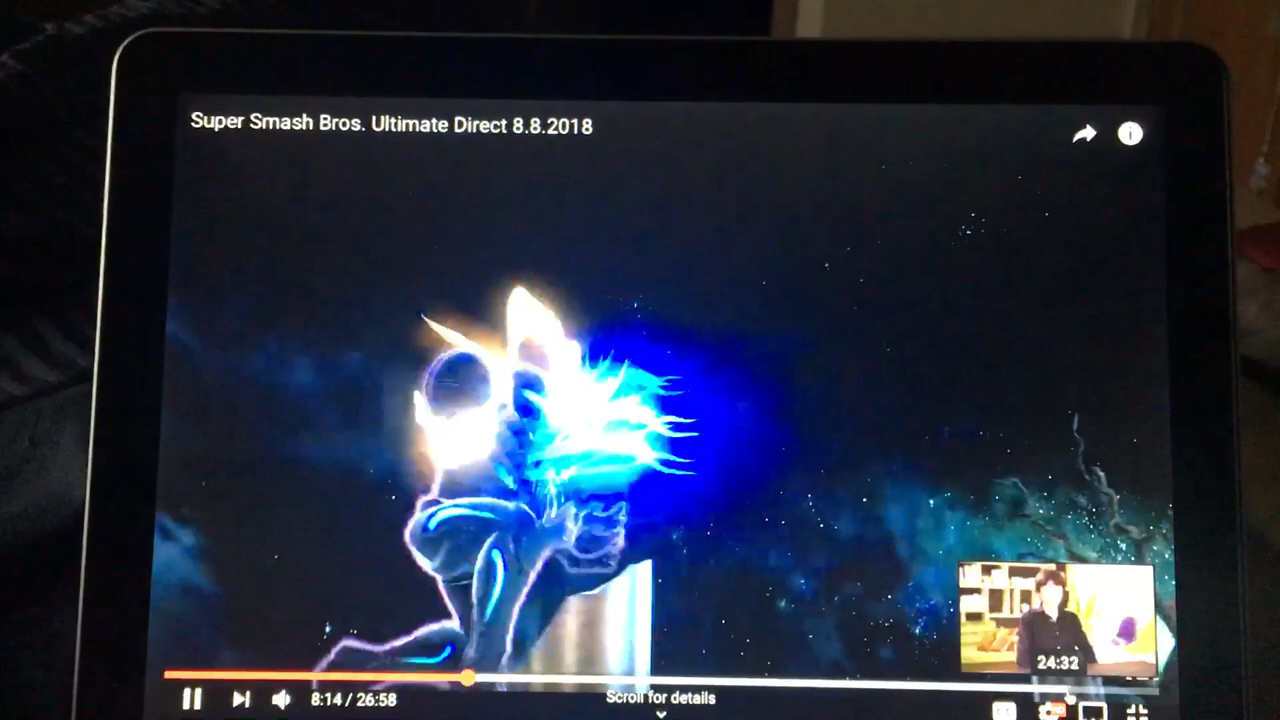 Super Smash Bros. Ultimate Direct 8.8.2018
24:32
8:14 / 26:58
Scroll for details